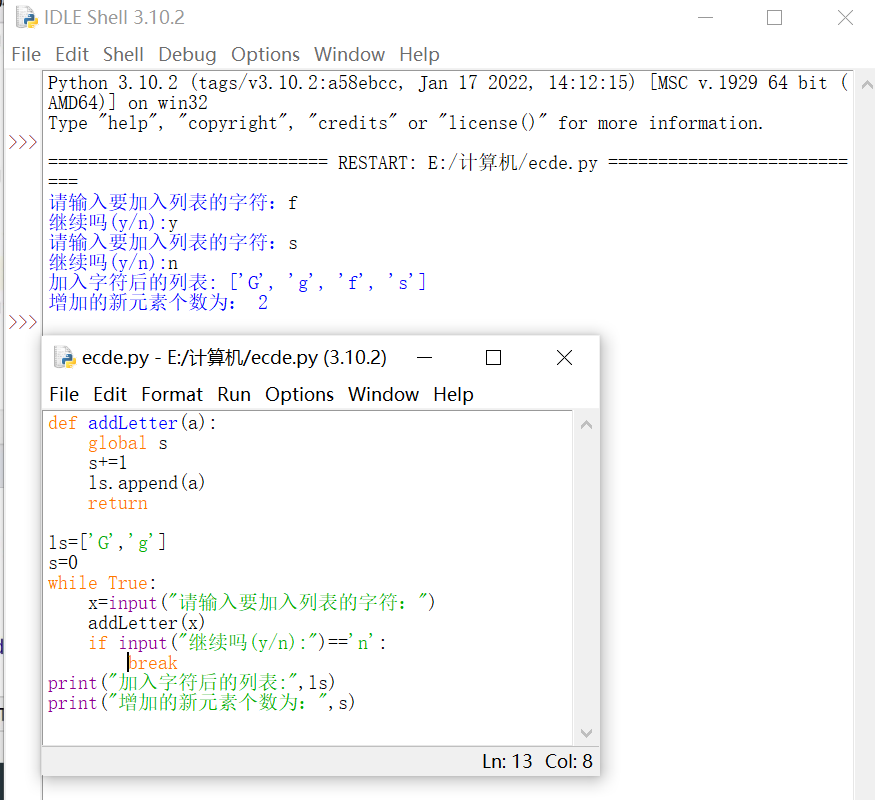 IDLE Shell 3.10.2
File Edit Shell Debug Options Window Help
Python 3.10.2 (tags/v3.10.2:a58ebcc, Jan 17 2022, 14:12:15) [MSC v.1929 64 bit (
AMD64)] on win32
Type "help", "copyright", "credits" or "license()" for more information.
>>>
============================ RESTART: E:/计算机/ecde.py ========================
===
请输入要加入列表的字符：f
继续吗(y/n):y
请输入要加入列表的字符：s
继续吗(y/n):n
加入字符后的列表: ['G', 'g', 'f', 's']
增加的新元素个数为： 2
>>>
ecde.py - E:/计算机/ecde.py (3.10.2)
File Edit Format Run Options Window Help
def addLetter(a):
    global s
    s+=1
    ls.append(a)
    return

ls=['G','g']
s=0
while True:
    x=input("请输入要加入列表的字符：")
    addLetter(x)
    if input("继续吗(y/n):")=='n':
        break
print("加入字符后的列表:",ls)
print("增加的新元素个数为：",s)
Ln: 13 Col: 8